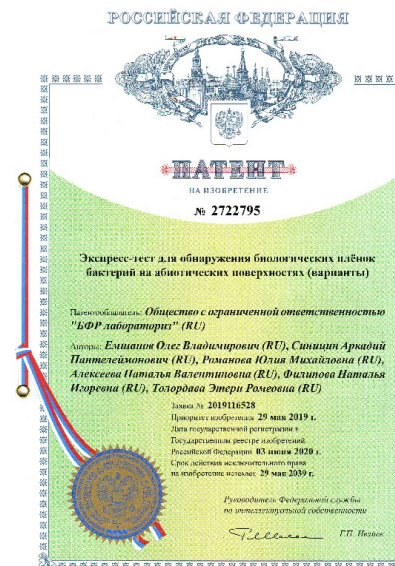 РОССИЙСКАЯ ФЕДЕРАЦИЯ
ПАТЕНТ
НА ИЗОБРЕТЕНИЕ
№ 2722795
Экспресс-тест для обнаружения биологических плёнок
бактерий на абиотических поверхностях (варианты)
Патентообладатель: Общество с ограниченной ответственностью
"БФР лабораториз" (RU)
Авторы: Емшанов Олег Владимирович (RU), Синицин Аркадий
Пантелеймонович (RU), Романова Юлия Михайловна (RU),
Алексеева Наталья Валентиновна (RU), Филипова Наталья
Игоревна (RU), Толордава Этери Ромеовна (RU)
Заявка № 2019116528
Приоритет изобретения 29 мая 2019 г.
Дата государственной регистрации в
Государственном реестре изобретений
Российской Федерации 03 июня 2020 г.
Срок действия исключительного права
на изобретение истекает 29 мая 2039 г.
Руководитель Федеральной службы
по интеллектуальной собственности
Г.П. Ивлиев